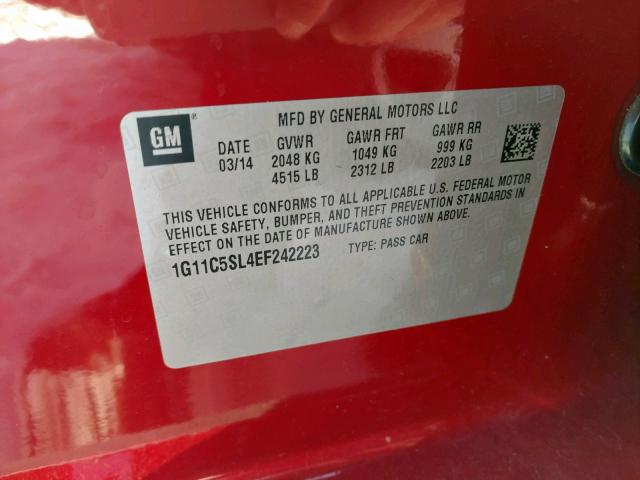 MFD BY GENERAL MOTORS LLC
GM ®
DATE GVWR GAWR FRT GAWR RR
03/14 2048 KG 1049 KG 999 KG
4515 LB 2312 LB 2203 LB
THIS VEHICLE CONFORMS TO ALL APPLICABLE U.S. FEDERAL MOTOR
VEHICLE SAFETY, BUMPER, AND THEFT PREVENTION STANDARDS IN
EFFECT ON THE DATE OF MANUFACTURE SHOWN ABOVE.
1G11C5SL4EF242223 TYPE: PASS CAR